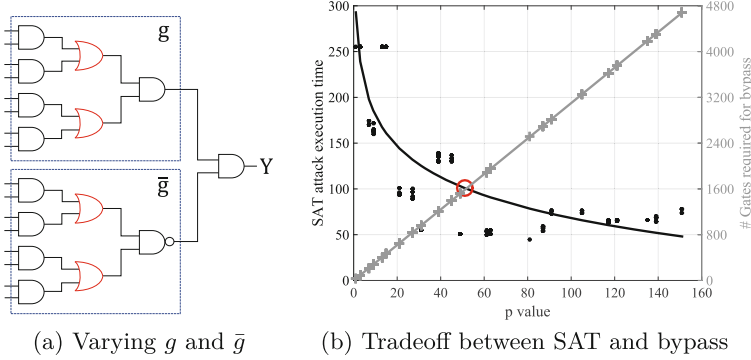 g
g̅
Y
(a) Varying g and ḡ
300
250
200
150
100
50
0
SAT attack execution time
0
20
40
60
80
100
120
140
160
p value
4800
4000
3200
2400
1600
800
0
# Gates required for bypass
(b) Tradeoff between SAT and bypass